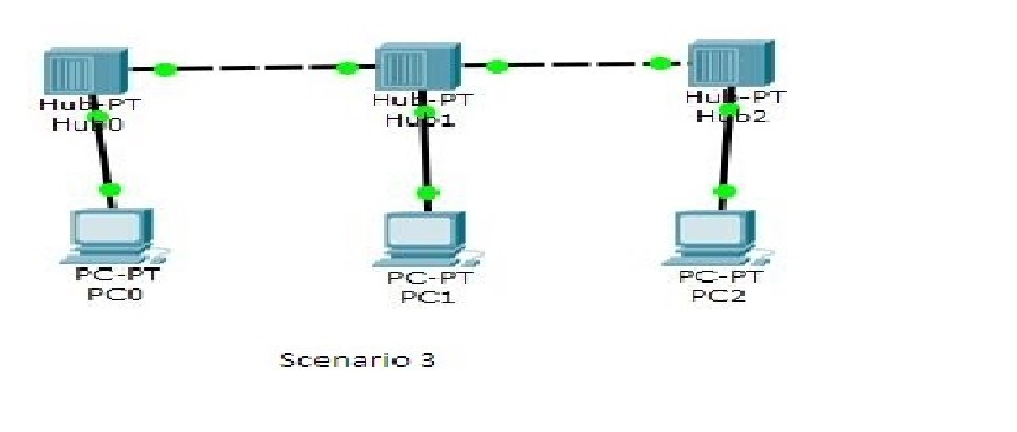 Hub-PT
Hub0
Hub-PT
Hub1
Hub-PT
Hub2
PC-PT
PC0
PC-PT
PC1
PC-PT
PC2
Scenario 3